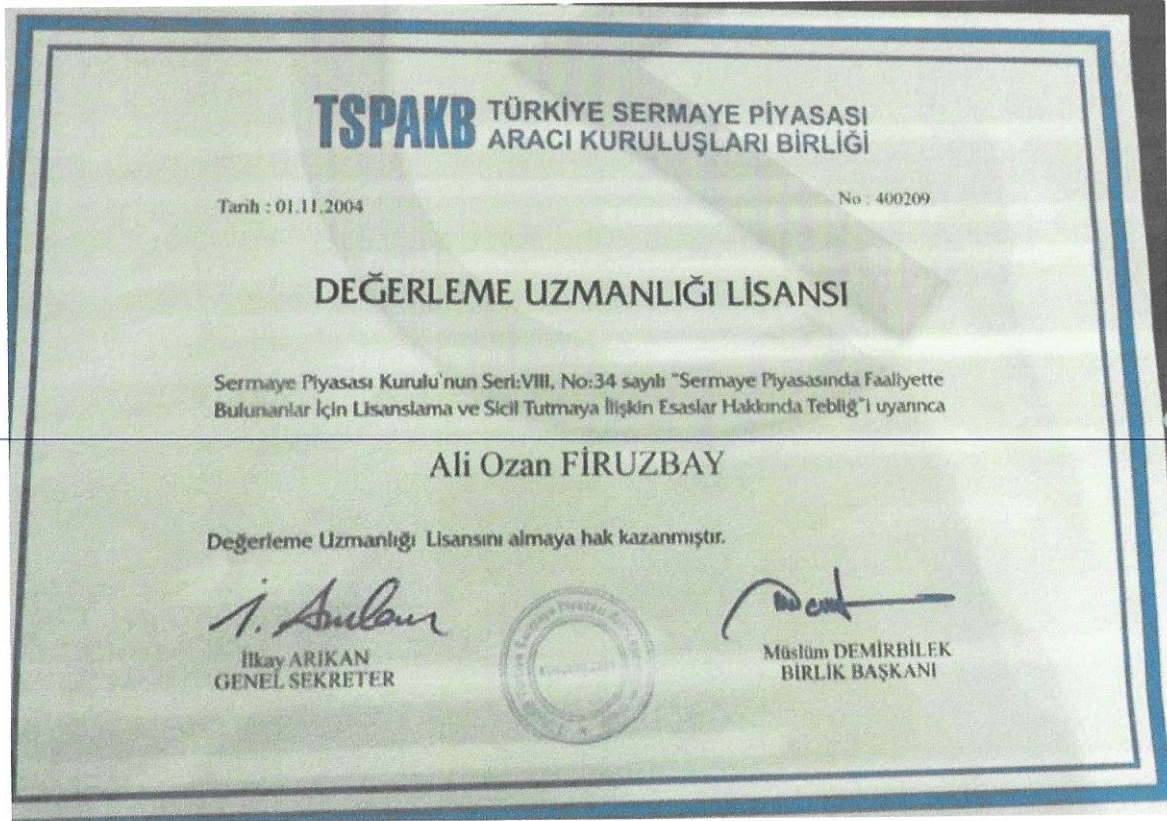 TSPAKB TÜRKİYE SERMAYE PİYASASI
ARACI KURULUŞLARI BİRLİĞİ
Tarih : 01.11.2004
No : 400209
DEĞERLEME UZMANLIĞI LİSANSI
Sermaye Piyasası Kurulu'nun Seri:VIII, No:34 sayılı "Sermaye Piyasasında Faaliyette
Bulunanlar İçin Lisanslama ve Sicil Tutmaya İlişkin Esaslar Hakkında Tebliğ"i uyarınca
Ali Ozan FİRUZBAY
Değerleme Uzmanlığı Lisansını almaya hak kazanmıştır.
İlkay ARIKAN
GENEL SEKRETER
Müslüm DEMİRBİLEK
BİRLİK BAŞKANI